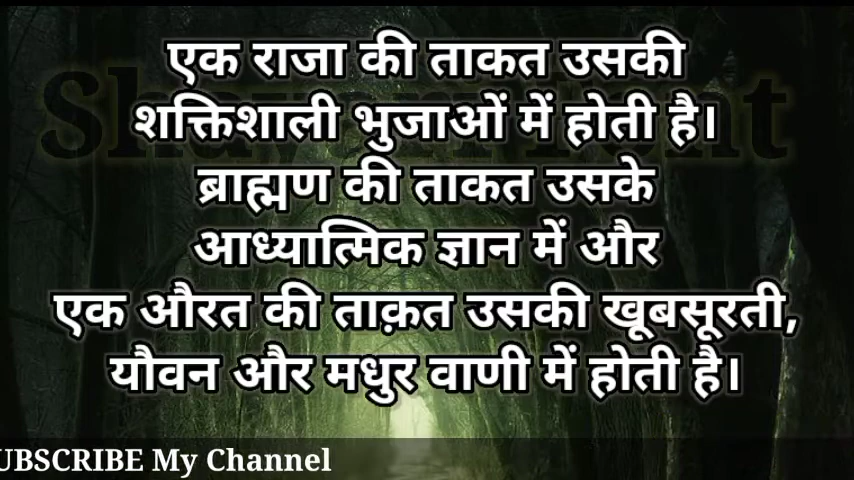 एक राजा की ताकत उसकी
शक्तिशाली भुजाओं में होती है।
ब्राह्मण की ताकत उसके
आध्यात्मिक ज्ञान में और
एक औरत की ताक़त उसकी खूबसूरती,
यौवन और मधुर वाणी में होती है।
UBSCRIBE My Channel